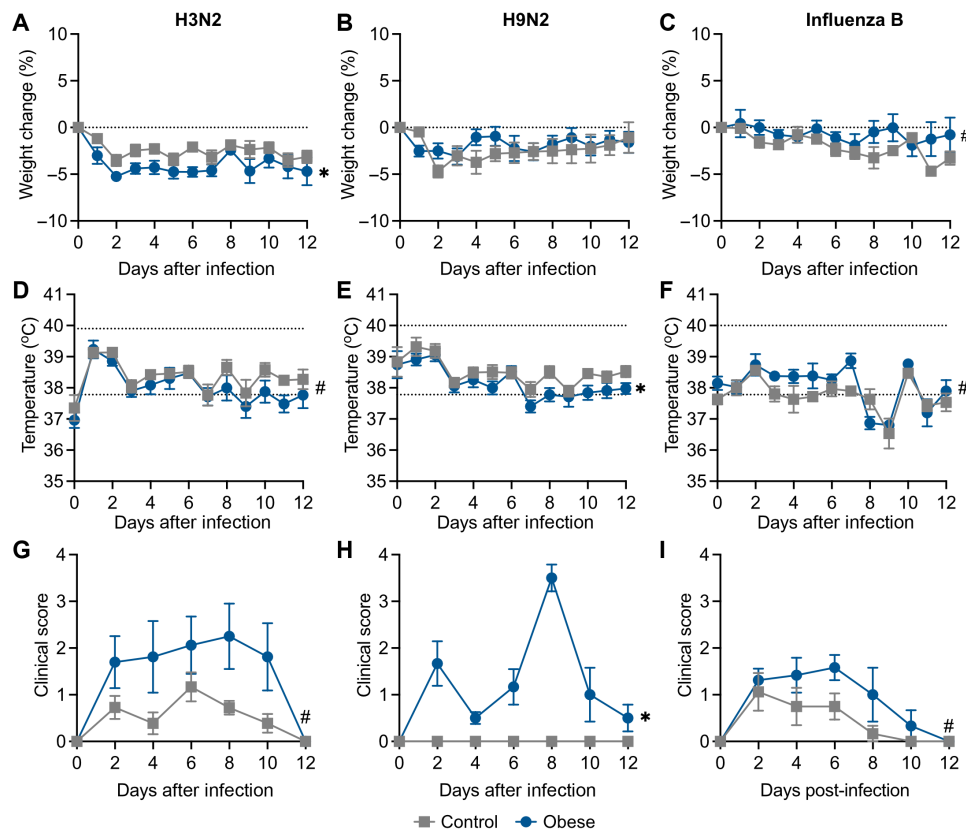 A H3N2 B H9N2 C Influenza B
10 10 10
5 5 5
0 0 0
−5 −5 −5
−10 −10 −10
Weight change (%) Weight change (%) Weight change (%)
* #
0 2 4 6 8 10 12 0 2 4 6 8 10 12 0 2 4 6 8 10 12
Days after infection Days after infection Days after infection
D E F
41 41 41
40 40 40
39 39 39
38 38 38
37 37 37
36 36 36
35 35 35
Temperature (ºC) Temperature (ºC) Temperature (ºC)
# * #
0 2 4 6 8 10 12 0 2 4 6 8 10 12 0 2 4 6 8 10 12
Days after infection Days after infection Days after infection
G H I
4 4 4
3 3 3
2 2 2
1 1 1
0 0 0
Clinical score Clinical score Clinical score
# * #
0 2 4 6 8 10 12 0 2 4 6 8 10 12 0 2 4 6 8 10 12
Days after infection Days after infection Days post-infection
Control Obese